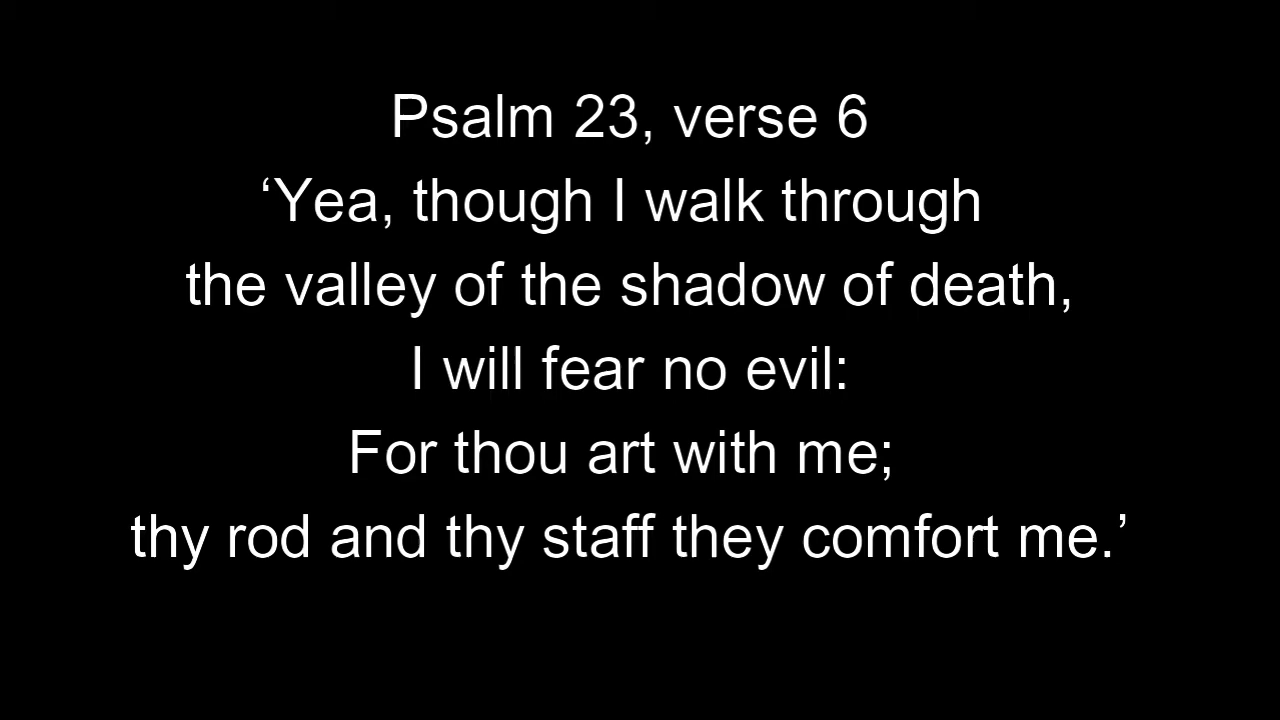 Psalm 23, verse 6
‘Yea, though I walk through
the valley of the shadow of death,
I will fear no evil:
For thou art with me;
thy rod and thy staff they comfort me.’